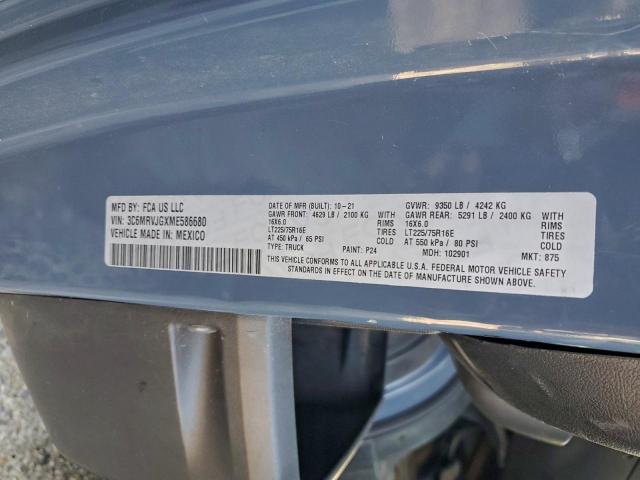 MFD BY: FCA US LLC
VIN: 3C6MRVJGXME586680
VEHICLE MADE IN: MEXICO
DATE OF MFR (BUILT): 10-21 GVWR: 9350 LB / 4242 KG
GAWR FRONT: 4629 LB / 2100 KG WITH GAWR REAR: 5291 LB / 2400 KG WITH
16X6.0 RIMS 16X6.0 RIMS
LT225/75R16E TIRES LT225/75R16E TIRES
AT 450 kPa / 65 PSI COLD AT 550 kPa / 80 PSI COLD
TYPE: TRUCK PAINT: P24 MDH: 102901 MKT: 875
THIS VEHICLE CONFORMS TO ALL APPLICABLE U.S.A. FEDERAL MOTOR VEHICLE SAFETY
STANDARDS IN EFFECT ON THE DATE OF MANUFACTURE SHOWN ABOVE.